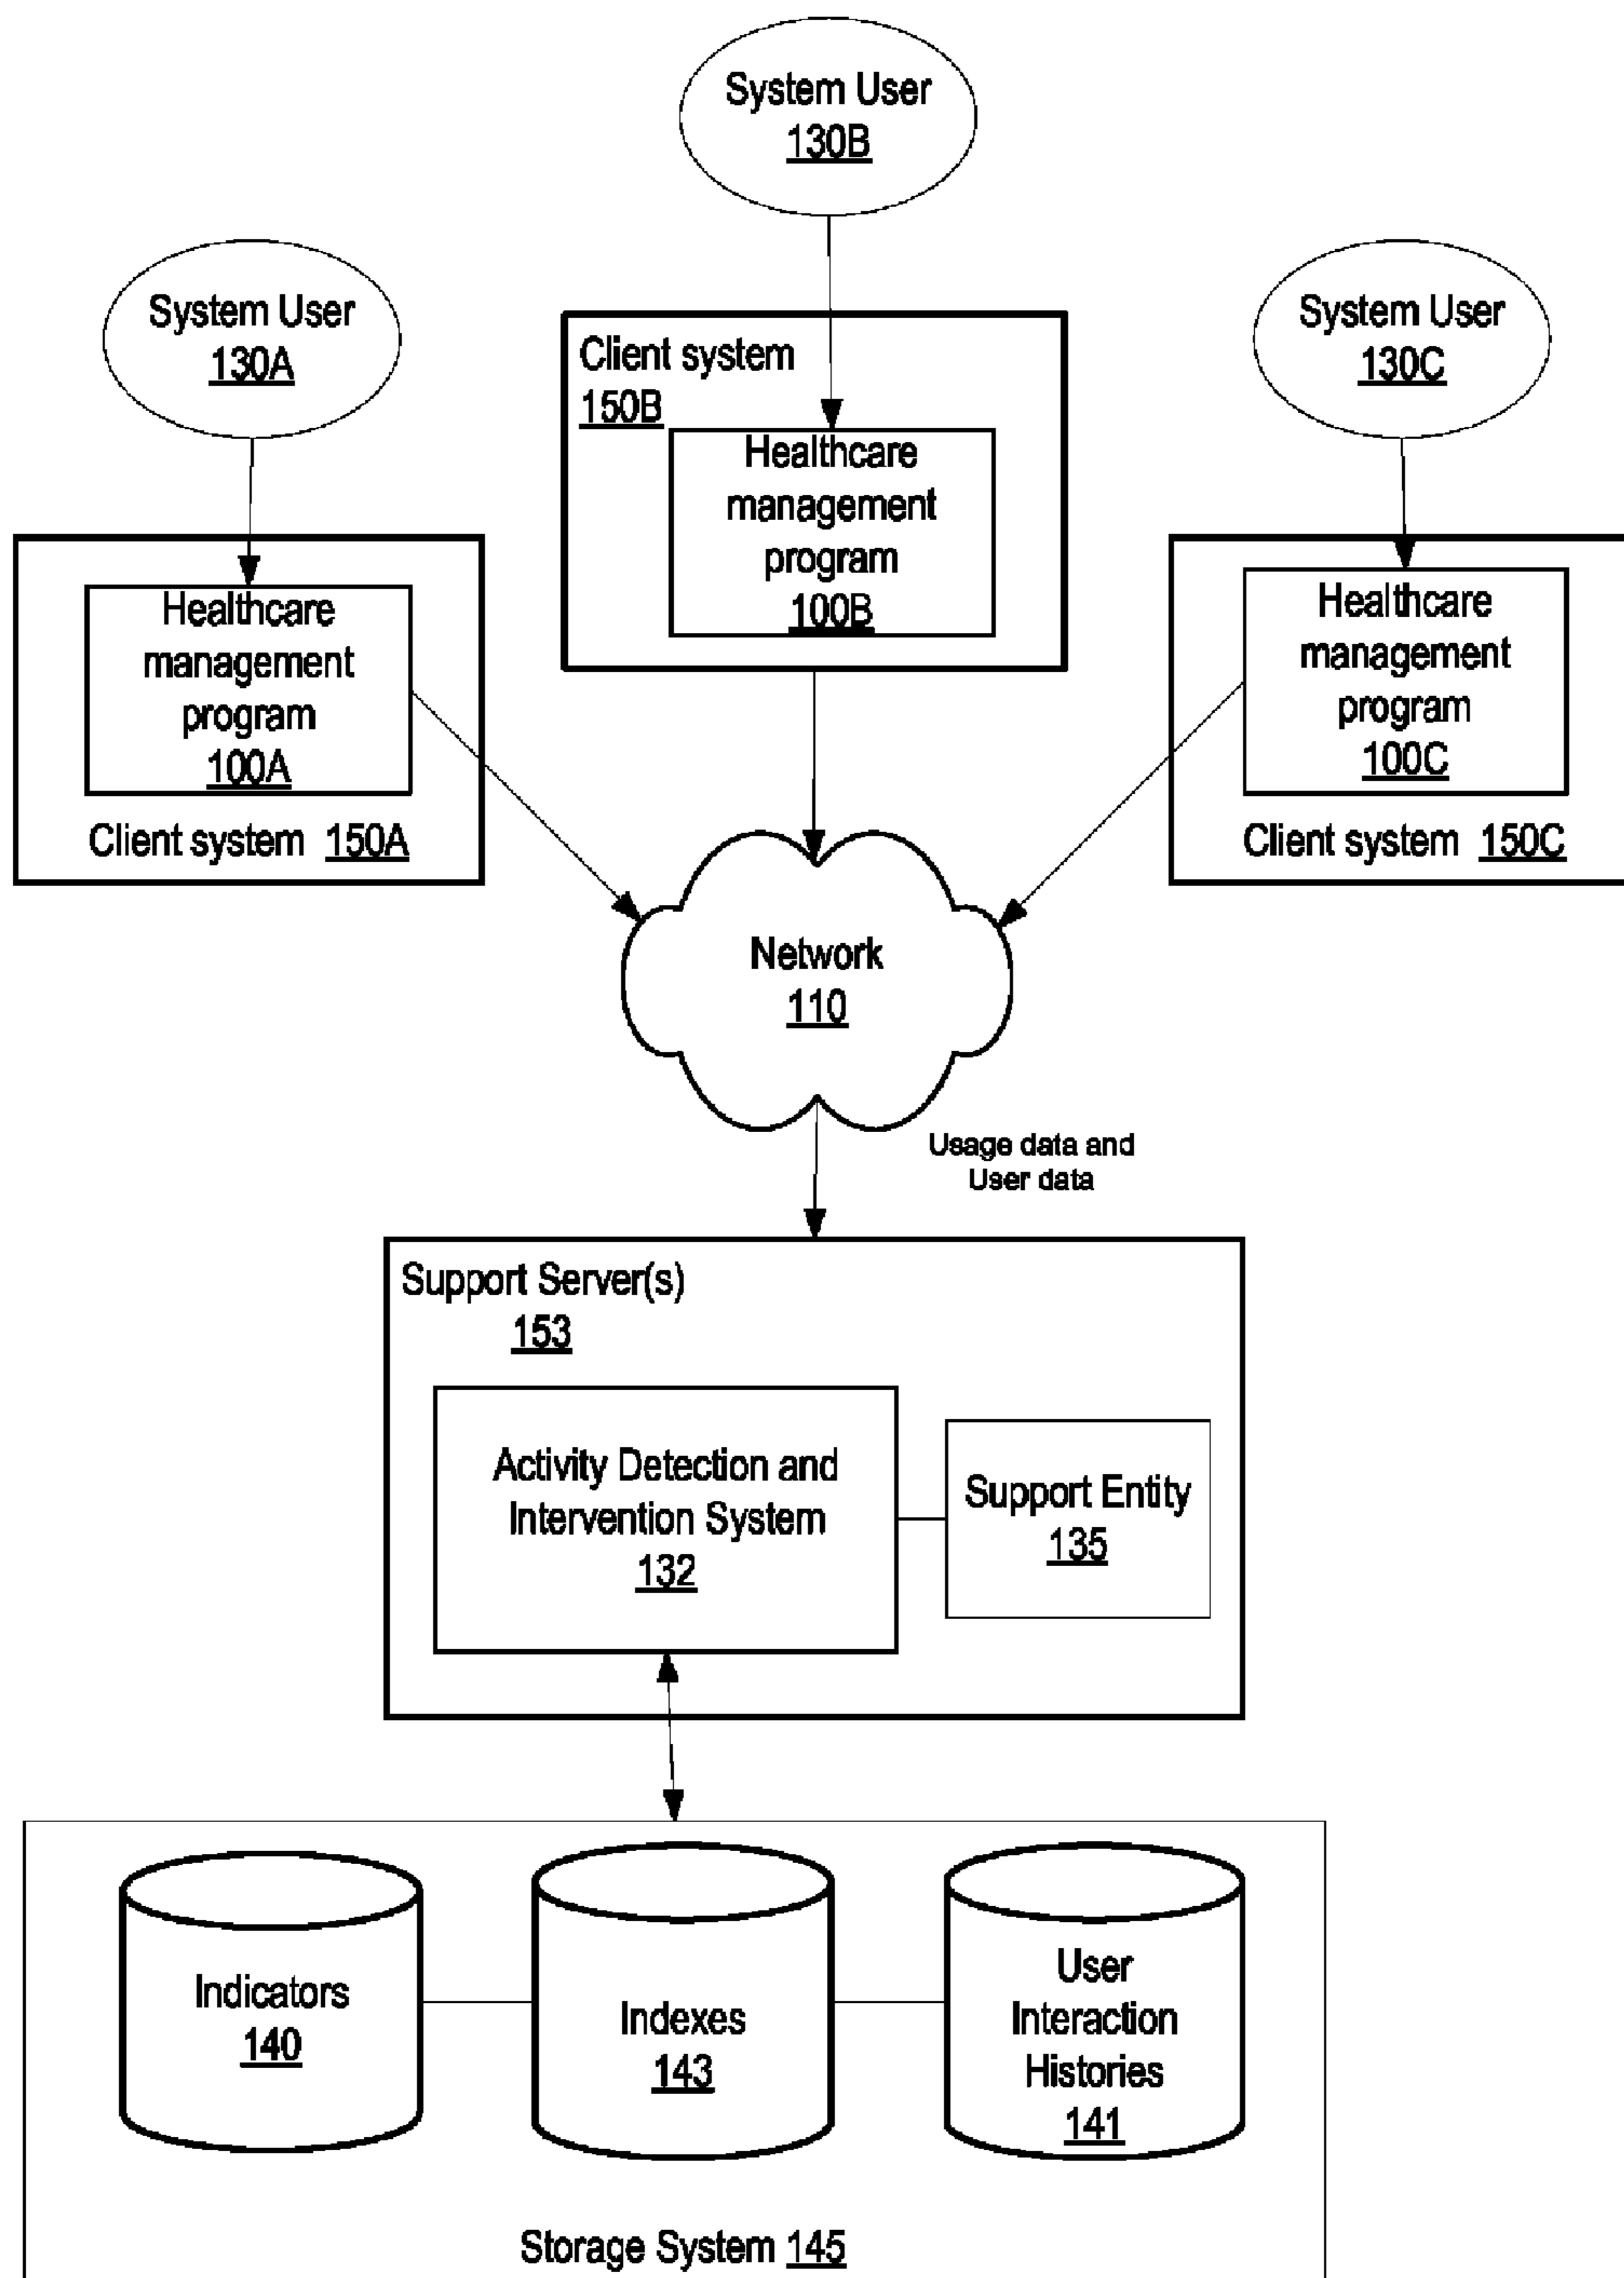 System User
130B
System User
130A
System User
130C
Client system
150B
Healthcare
management
program
100B
Healthcare
management
program
100A
Client system 150A
Healthcare
management
program
100C
Client system 150C
Network
110
Usage data and
User data
Support Server(s)
153
Activity Detection and
Intervention System
132
Support Entity
135
Indicators
140
Indexes
143
User
Interaction
Histories
141
Storage System 145